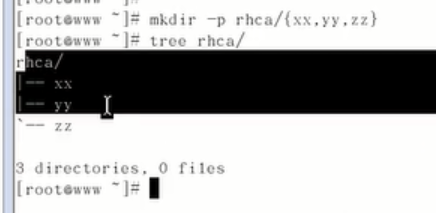 [root@www ~]# mkdir -p rhca/{xx,yy,zz}
[root@www ~]# tree rhca/
rhca/
|-- xx
|-- yy
`-- zz
3 directories, 0 files
[root@www ~]#